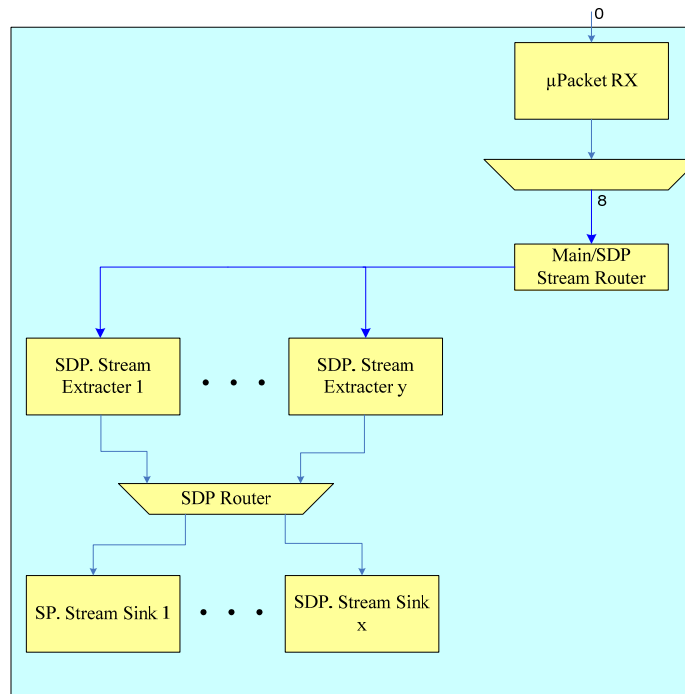 0
μPacket RX
8
Main/SDP
Stream Router
SDP. Stream
Extracter 1
SDP. Stream
Extracter y
SDP Router
SP. Stream Sink 1
SDP. Stream Sink
x